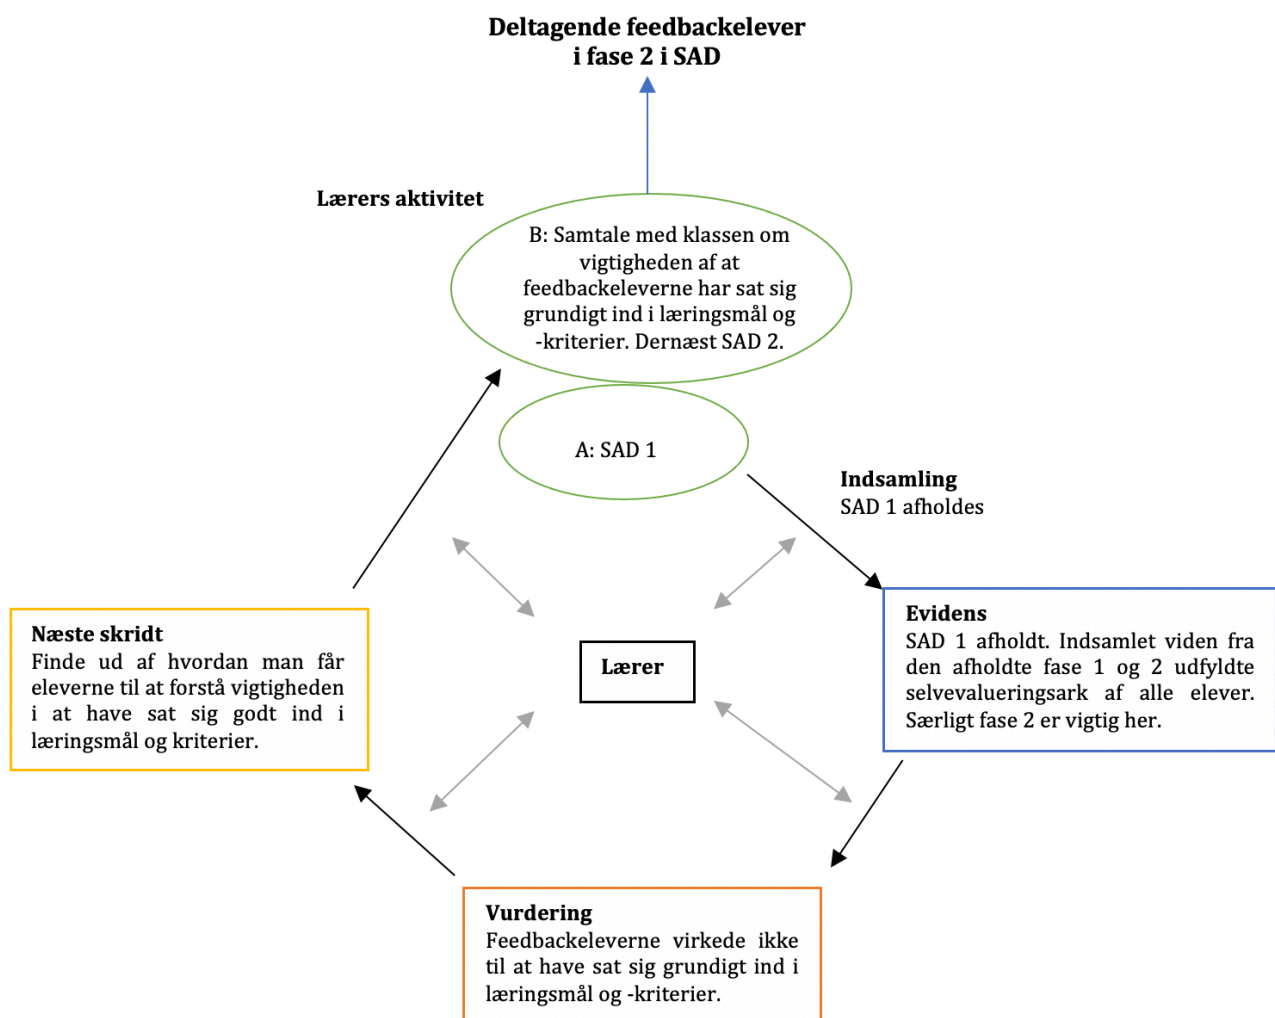 Deltagende feedbackelever
i fase 2 i SAD
Lærers aktivitet
B: Samtale med klassen om
vigtigheden af at
feedbackeleverne har sat sig
grundigt ind i læringsmål og
-kriterier. Dernæst SAD 2.
A: SAD 1
Indsamling
SAD 1 afholdes
Evidens
SAD 1 afholdt. Indsamlet viden fra
den afholdte fase 1 og 2 udfyldte
selvevalueringsark af alle elever.
Særligt fase 2 er vigtig her.
Næste skridt
Finde ud af hvordan man får
eleverne til at forstå vigtigheden
i at have sat sig godt ind i
læringsmål og kriterier.
Lærer
Vurdering
Feedbackeleverne virkede ikke
til at have sat sig grundigt ind i
læringsmål og -kriterier.